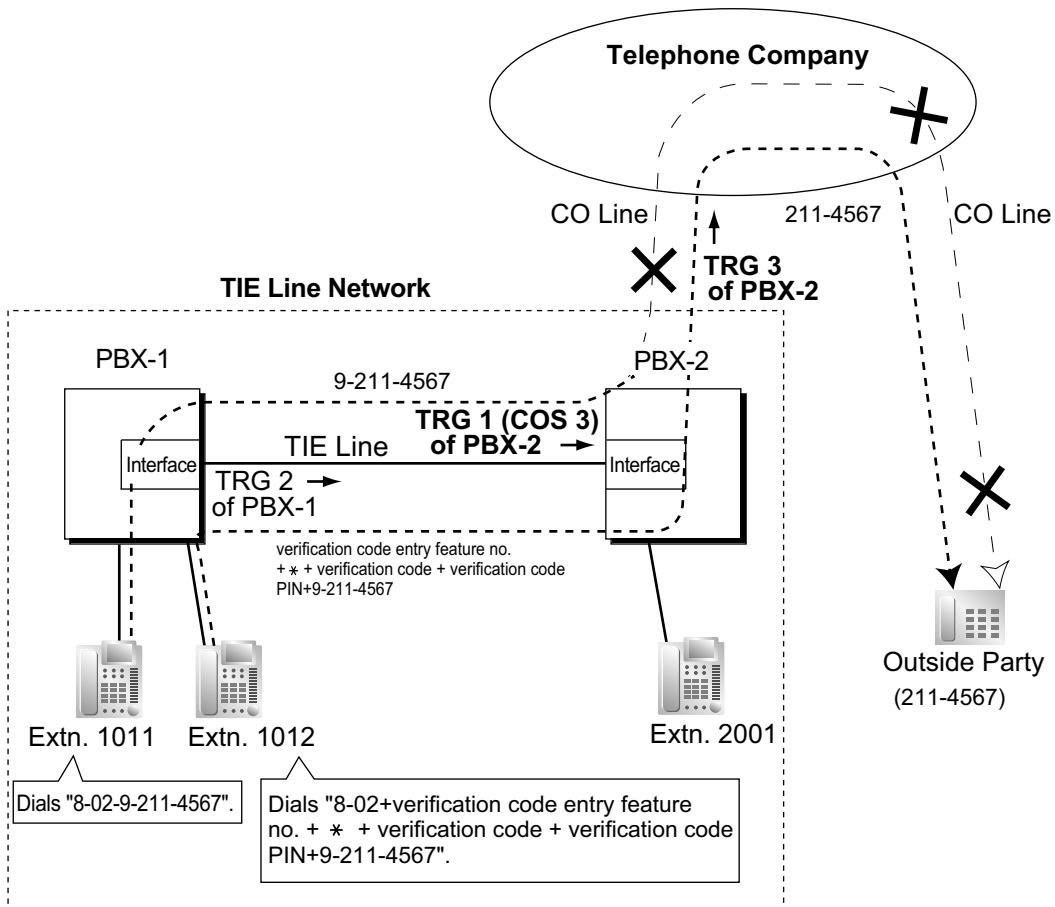 Telephone Company
CO Line
211-4567
CO Line
TRG 3
of PBX-2
TIE Line Network
PBX-1
PBX-2
9-211-4567
TRG 1 (COS 3)
of PBX-2
TIE Line
Interface
Interface
TRG 2
of PBX-1
verification code entry feature no.
+ * + verification code + verification code
PIN+9-211-4567
Outside Party
(211-4567)
Extn. 1011
Extn. 1012
Extn. 2001
Dials "8-02-9-211-4567".
Dials "8-02+verification code entry feature
no. + * + verification code + verification code
PIN+9-211-4567".